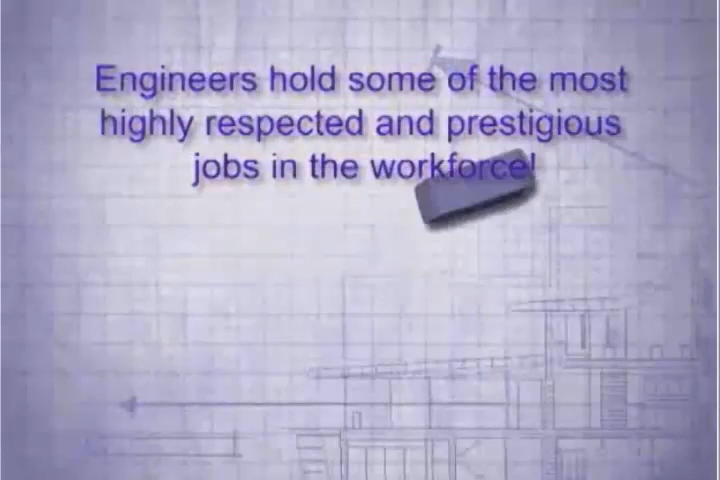 Engineers hold some of the most
highly respected and prestigious
jobs in the workforce!